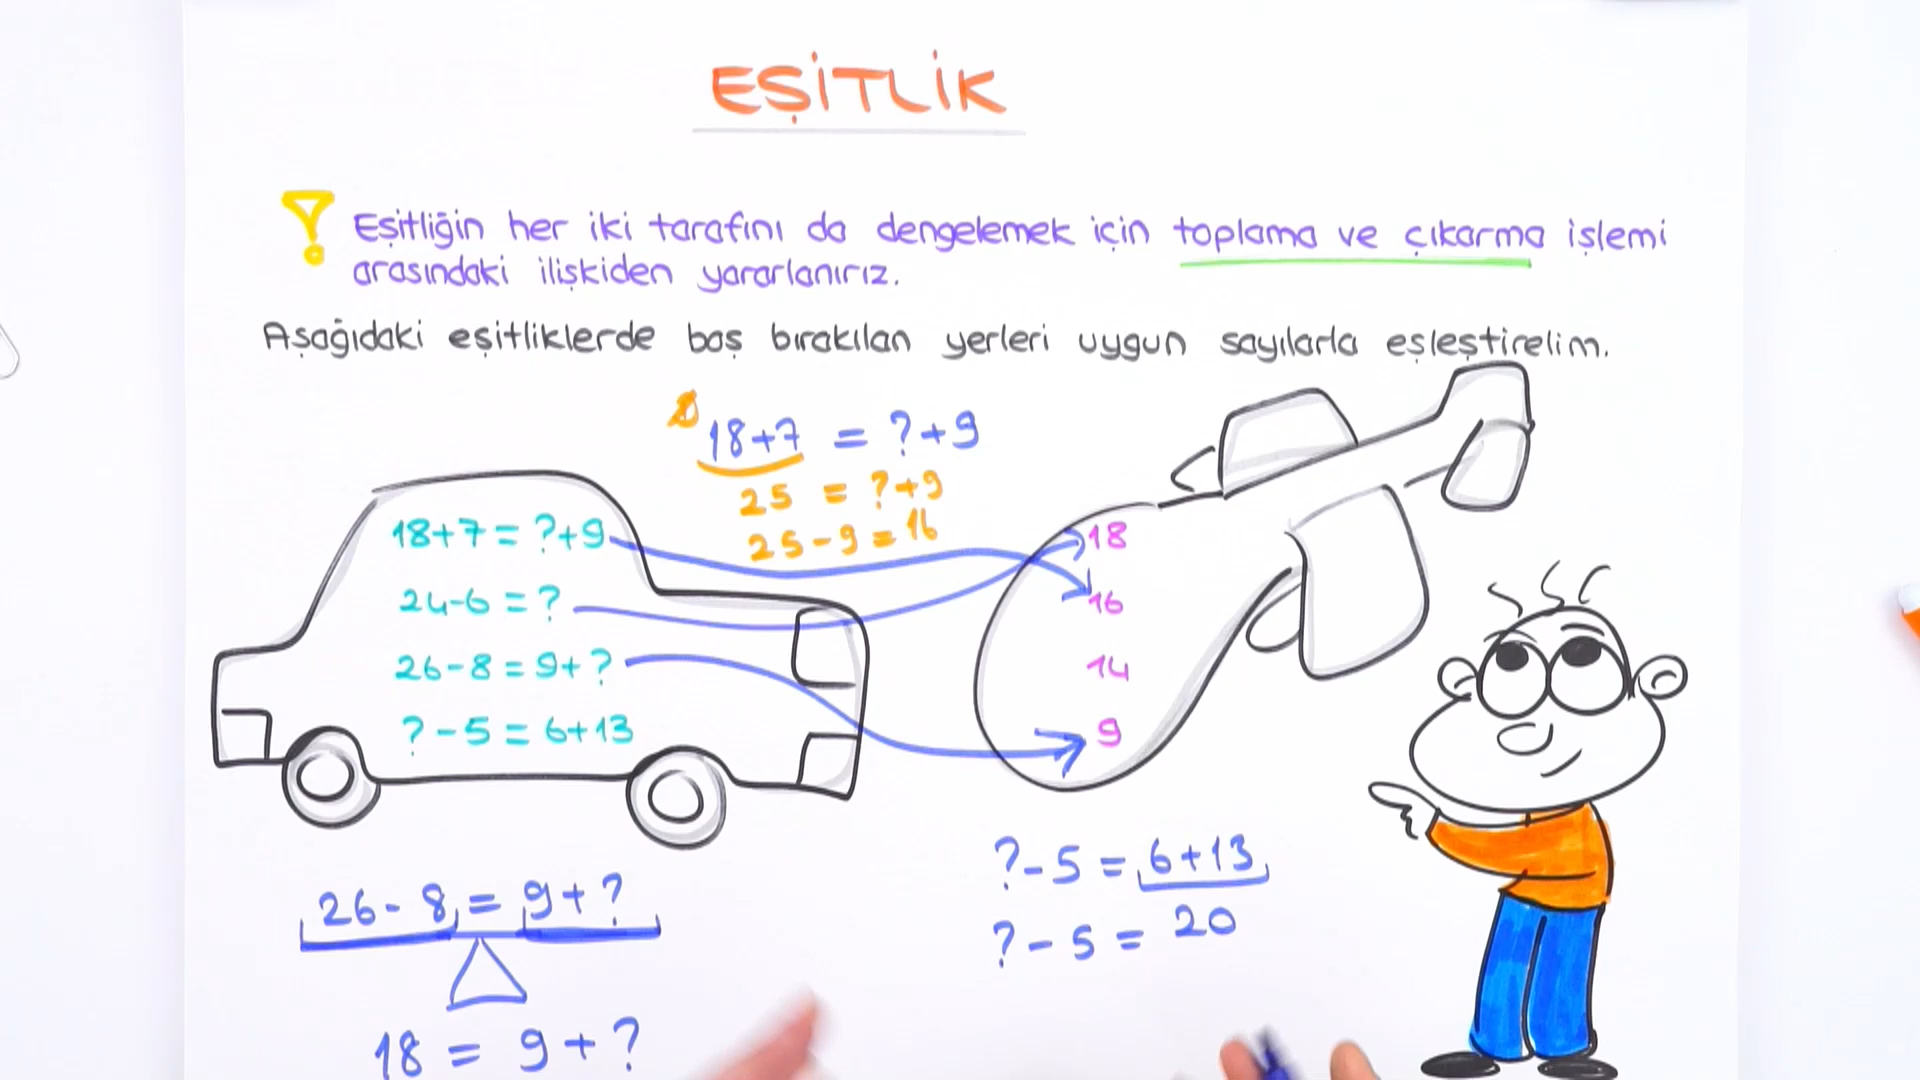 EŞİTLİK
Eşitliğin her iki tarafını da dengelemek için toplama ve çıkarma işlemi
arasındaki ilişkiden yararlanırız.
Aşağıdaki eşitliklerde boş bırakılan yerleri uygun sayılarla eşleştirelim.
18+7 = ?+9
25 = ?+9
25-9=16
18+7=?+9
24-6=?
26-8=9+?
?-5=6+13
18
16
14
9
26-8=9+?
18=9+?
?-5=6+13
?-5=20